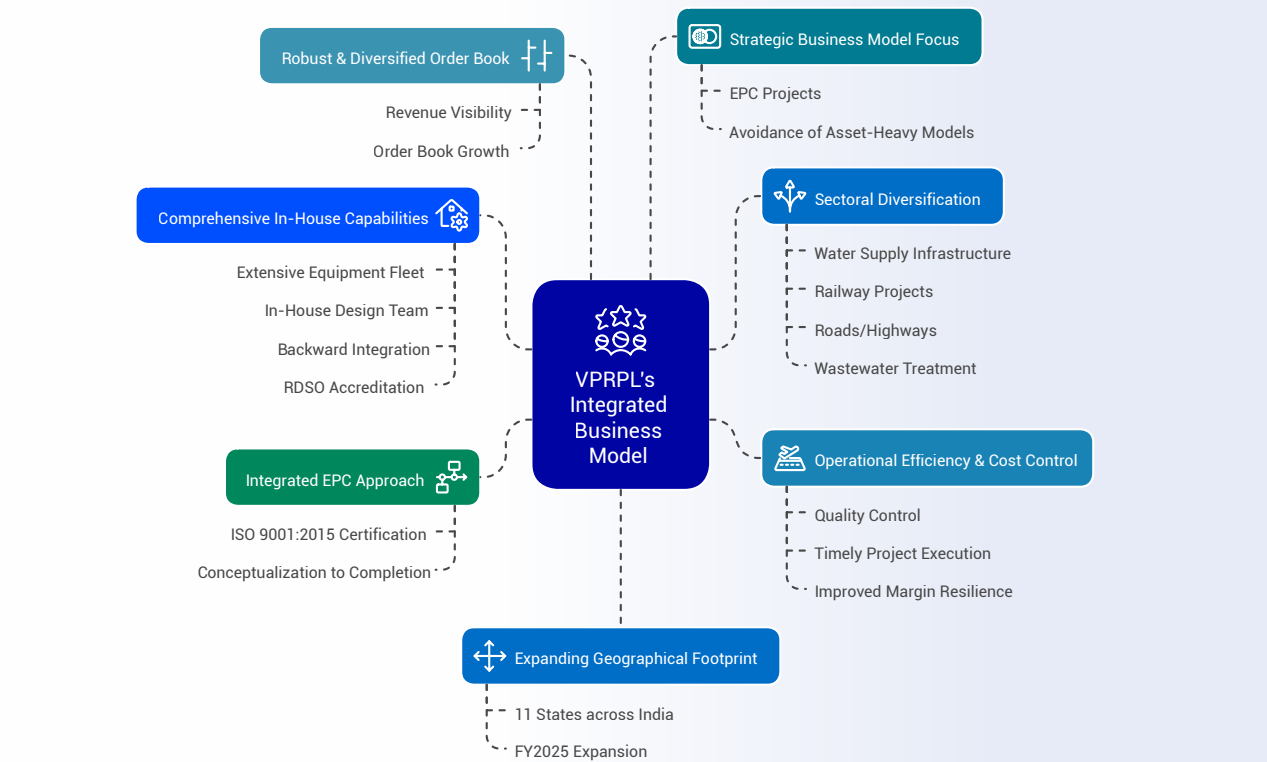 Robust & Diversified Order Book
Revenue Visibility
Order Book Growth
Strategic Business Model Focus
EPC Projects
Avoidance of Asset-Heavy Models
Comprehensive In-House Capabilities
Extensive Equipment Fleet
In-House Design Team
Backward Integration
RDSO Accreditation
Sectoral Diversification
Water Supply Infrastructure
Railway Projects
Roads/Highways
Wastewater Treatment
VPRPL's
Integrated
Business
Model
Integrated EPC Approach
ISO 9001:2015 Certification
Conceptualization to Completion
Operational Efficiency & Cost Control
Quality Control
Timely Project Execution
Improved Margin Resilience
Expanding Geographical Footprint
11 States across India
FY2025 Expansion